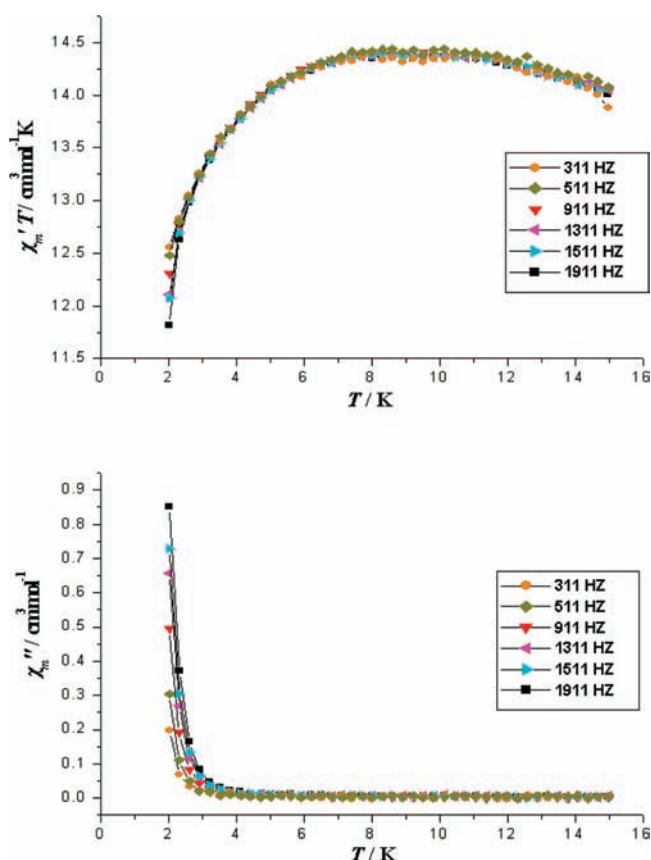 14.5
14.0
13.5
13.0
12.5
12.0
11.5
χm' T / cm³mol⁻¹K
311 HZ
511 HZ
911 HZ
1311 HZ
1511 HZ
1911 HZ
0 2 4 6 8 10 12 14 16
T / K
0.9
0.8
0.7
0.6
0.5
0.4
0.3
0.2
0.1
0.0
χm'' / cm³mol⁻¹
311 HZ
511 HZ
911 HZ
1311 HZ
1511 HZ
1911 HZ
0 2 4 6 8 10 12 14 16
T / K